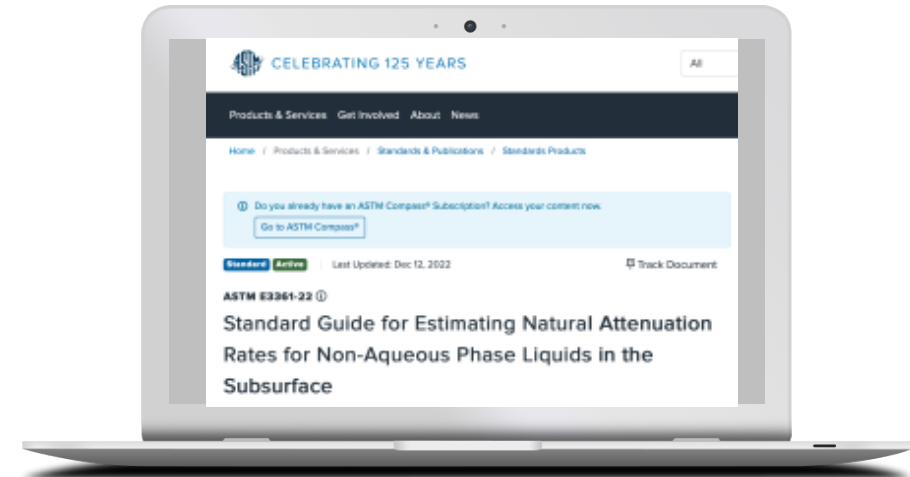 ASTM
CELEBRATING 125 YEARS
All
Products & Services Get Involved About News
Home / Products & Services / Standards & Publications / Standards Products
Do you already have an ASTM Compass® Subscription? Access your content now.
Go to ASTM Compass®
Standard Active Last Updated: Dec 12, 2022 Track Document
ASTM E3361-22
Standard Guide for Estimating Natural Attenuation
Rates for Non-Aqueous Phase Liquids in the
Subsurface